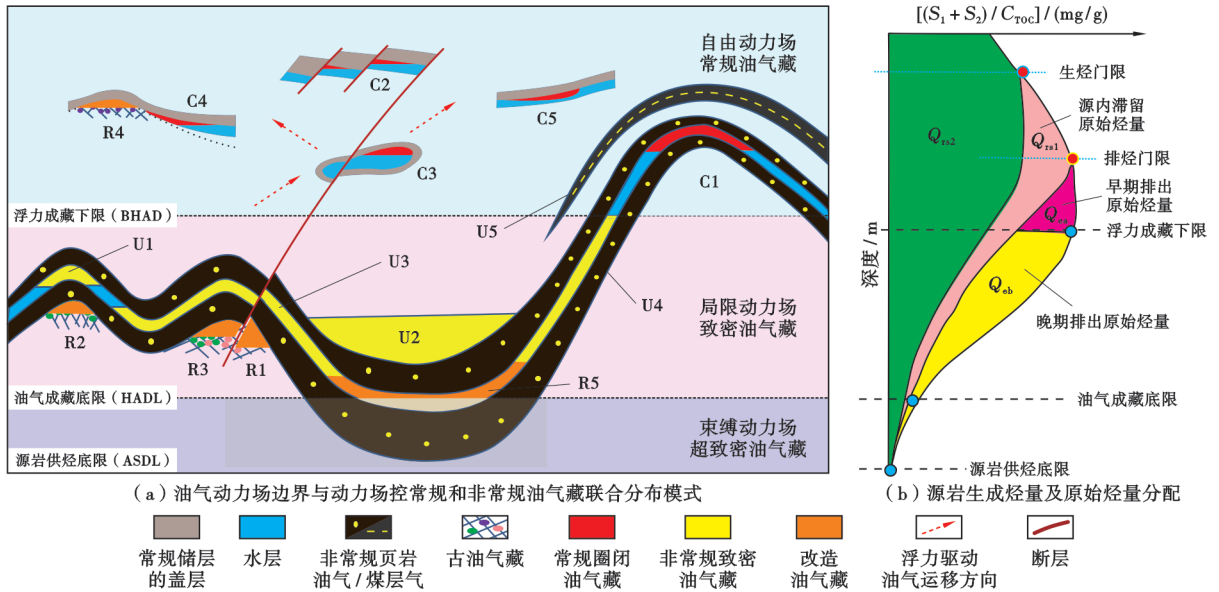 [(S₁ + S₂) / C_TOC] / (mg/g)
自由动力场
常规油气藏
C2
C4
R4
C5
C3
C1
浮力成藏下限（BHAD）
U1
U5
U3
U4
局限动力场
致密油气藏
U2
R2
R3
R1
R5
油气成藏底限（HADL）
束缚动力场
超致密油气藏
源岩供烃底限（ASDL）
生烃门限
源内滞留
原始烃量
Q_rs2
Q_rs1
排烃门限
早期排出
原始烃量
浮力成藏下限
深度 / m
Q_eb
晚期排出原始烃量
油气成藏底限
源岩供烃底限
（a）油气动力场边界与动力场控常规和非常规油气藏联合分布模式
（b）源岩生成烃量及原始烃量分配
常规储层
的盖层
水层
非常规页岩
油气 / 煤层气
古油气藏
常规圈闭
油气藏
非常规致密
油气藏
改造
油气藏
浮力驱动
油气运移方向
断层